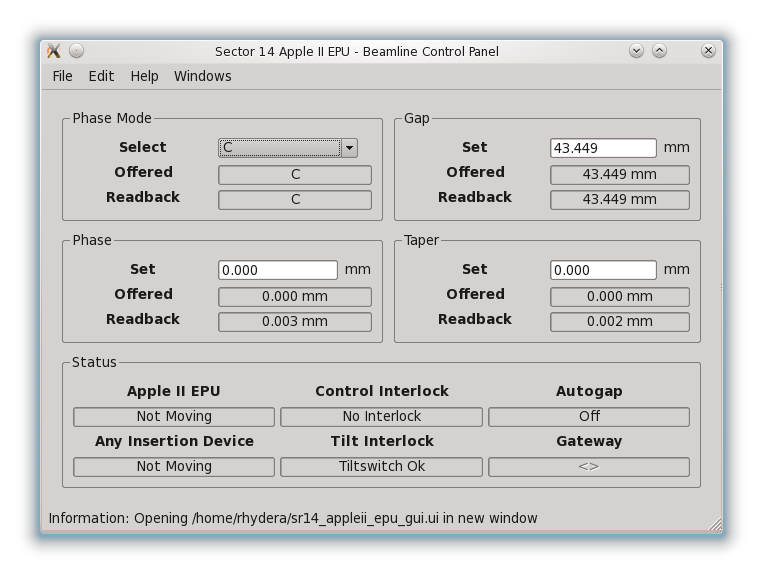 Sector 14 Apple II EPU - Beamline Control Panel
File Edit Help Windows
Phase Mode
Select C
Offered C
Readback C
Gap
Set 43.449 mm
Offered 43.449 mm
Readback 43.449 mm
Phase
Set 0.000 mm
Offered 0.000 mm
Readback 0.003 mm
Taper
Set 0.000 mm
Offered 0.000 mm
Readback 0.002 mm
Status
Apple II EPU Control Interlock Autogap
Not Moving No Interlock Off
Any Insertion Device Tilt Interlock Gateway
Not Moving Tiltswitch Ok <>
Information: Opening /home/rhydera/sr14_appleii_epu_gui.ui in new window